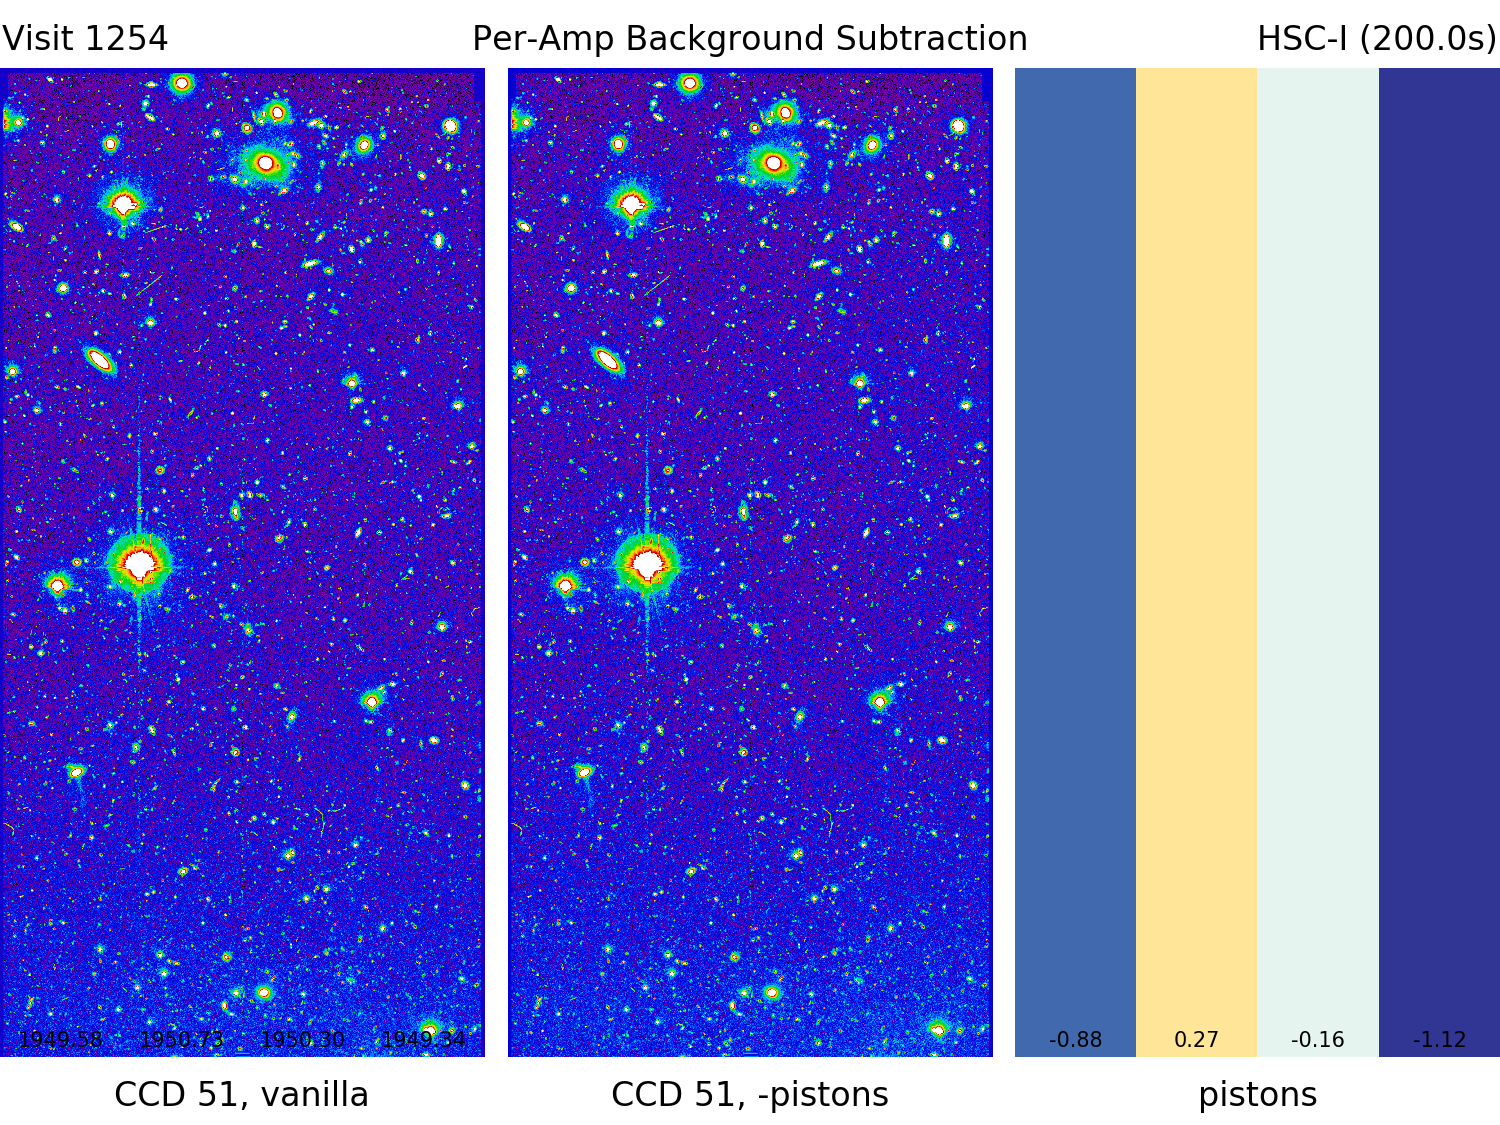 Visit 1254 Per-Amp Background Subtraction HSC-I (200.0s)
1949.58 1950.73 1950.30 1949.34 -0.88 0.27 -0.16 -1.12
CCD 51, vanilla CCD 51, -pistons pistons